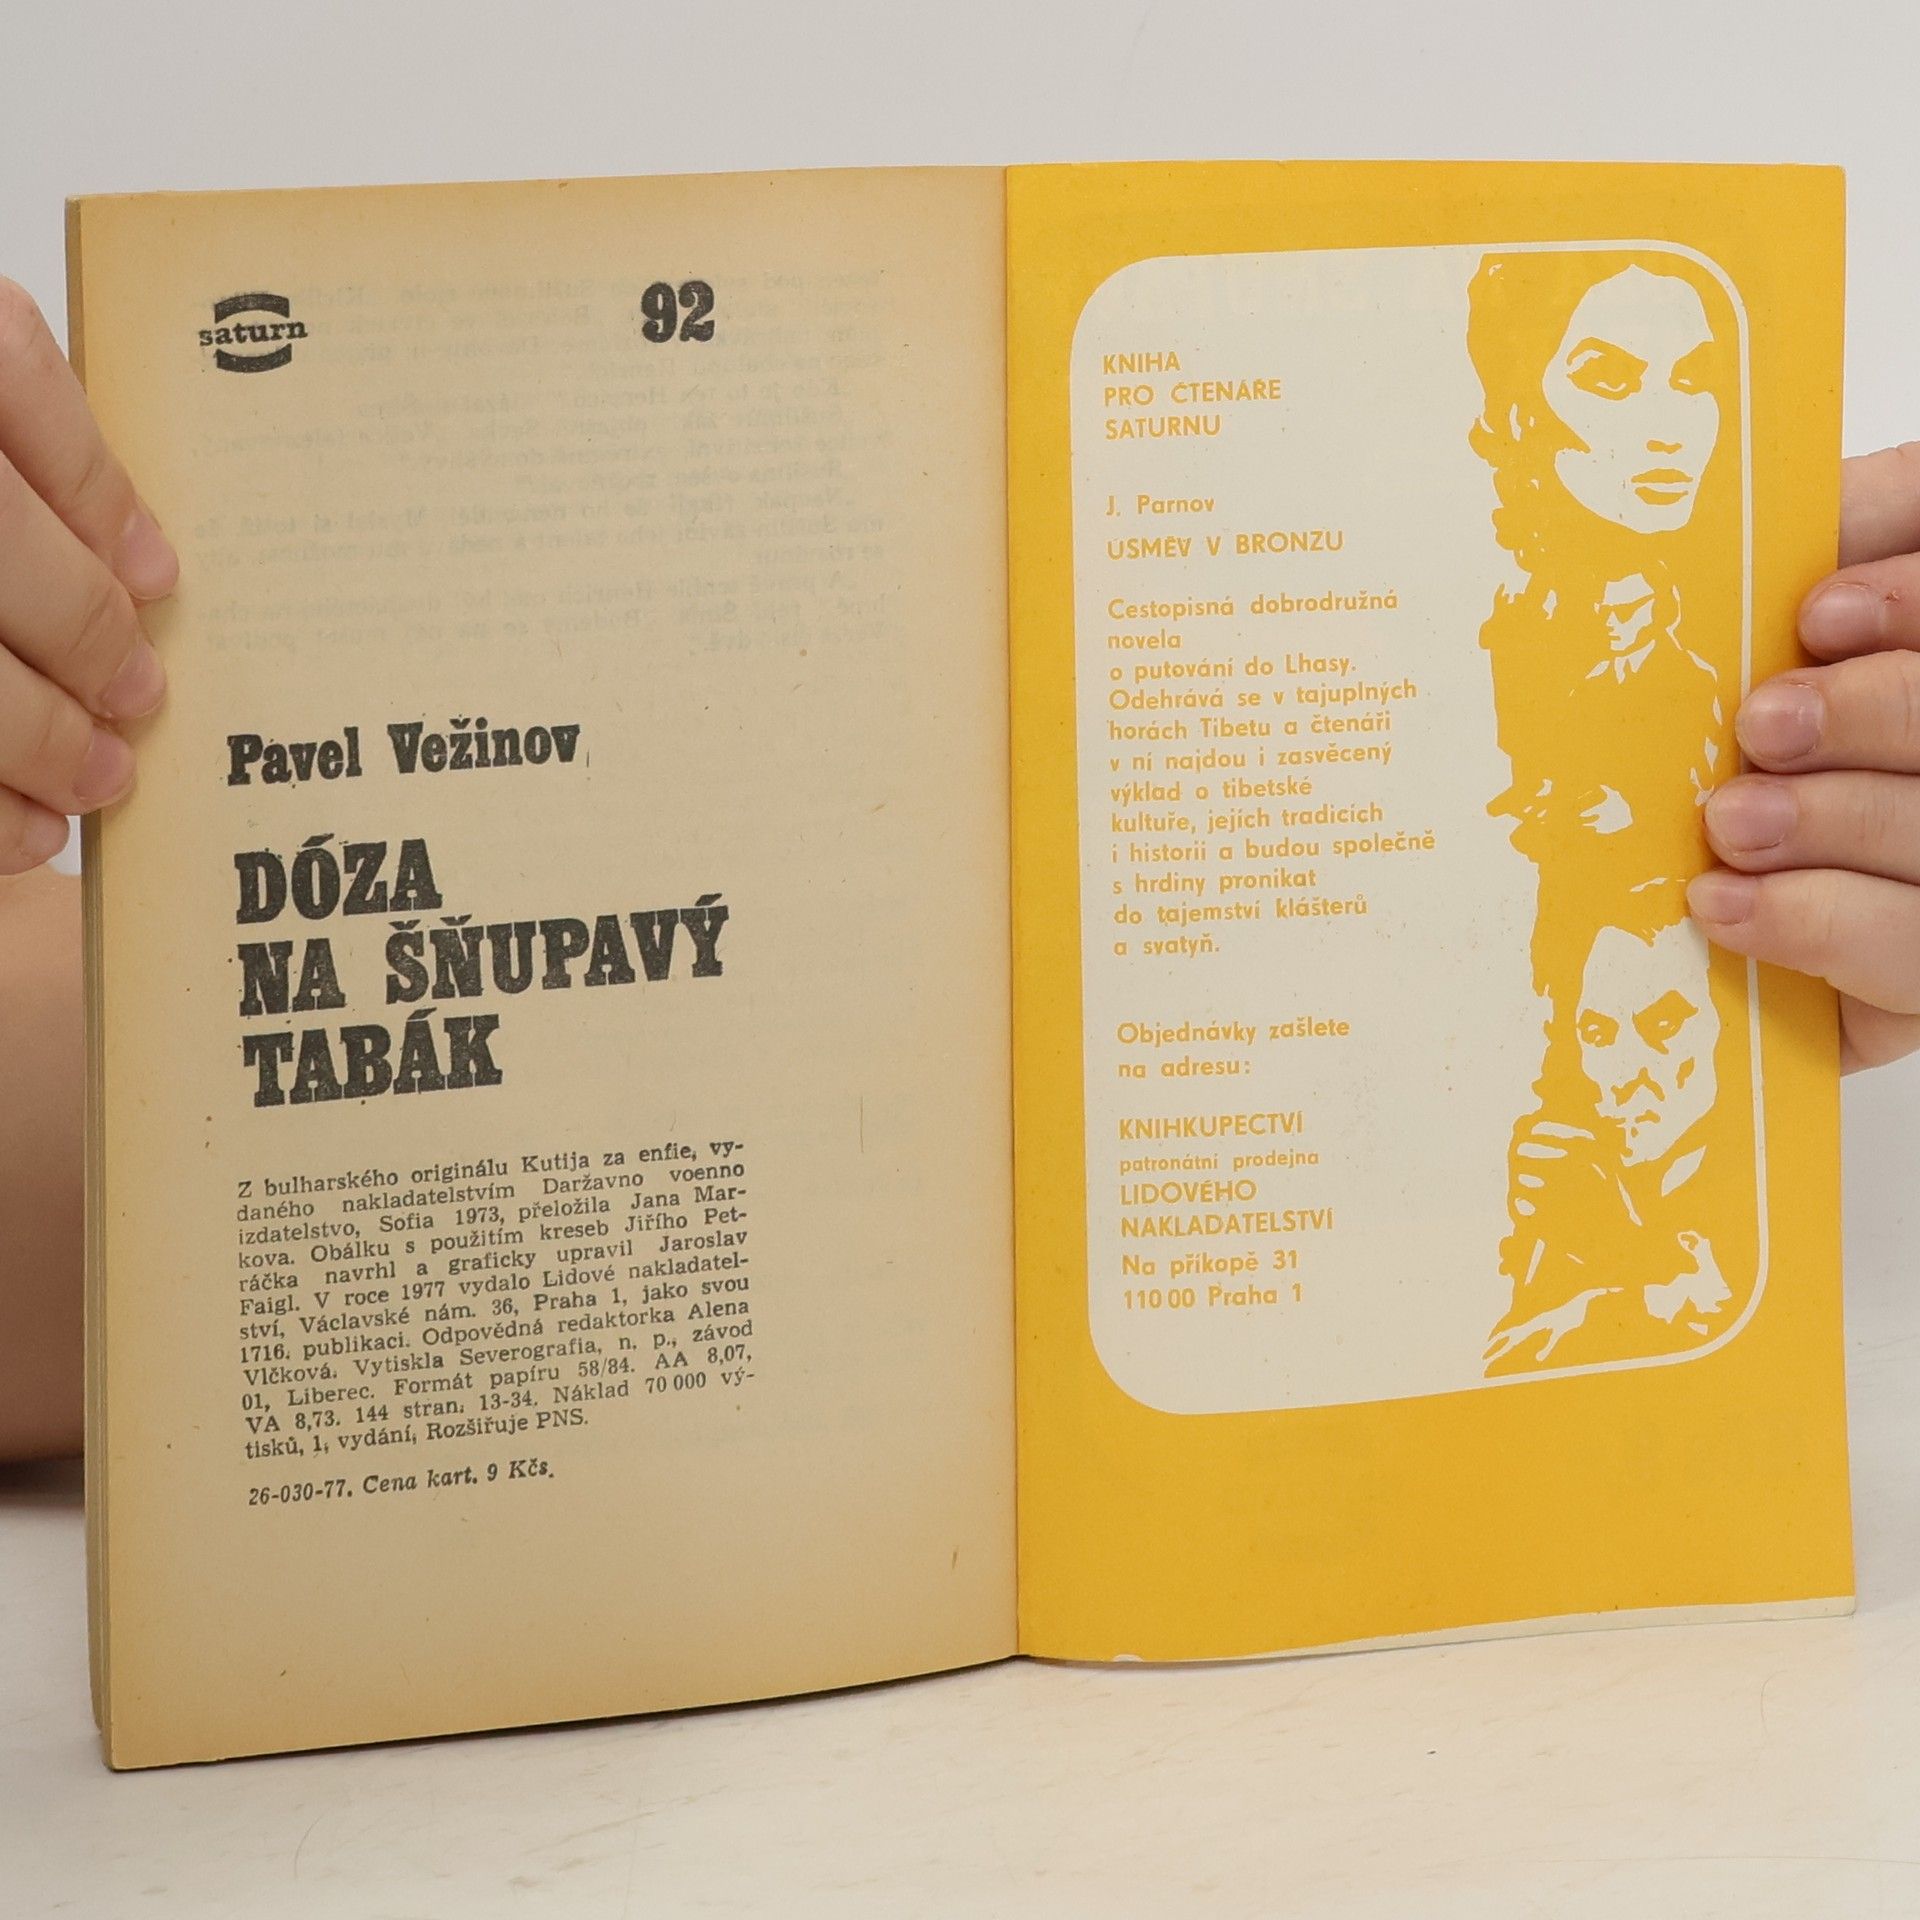 saturn
92
Pavel Vežinov
DÓZA
NA ŠŇUPAVÝ
TABÁK
Z bulharského originálu Kutija za enfie, vy-
daného nakladatelstvím Daržavno voenno
izdatelstvo, Sofia 1973, přeložila Jana Mar-
kova. Obálku s použitím kreseb Jiřího Pet-
ráčka navrhl a graficky upravil Jaroslav
Faigl. V roce 1977 vydalo Lidové nakladatel-
ství, Václavské nám. 36, Praha 1, jako svou
1716. publikaci. Odpovědná redaktorka Alena
Vlčková. Vytiskla Severografia, n. p., závod
01, Liberec. Formát papíru 58/84. AA 8,07,
VA 8,73. 144 stran. 13-34. Náklad 70 000 vý-
tisků, 1. vydání. Rozšiřuje PNS.
26-030-77. Cena kart. 9 Kčs.
KNIHA
PRO ČTENÁŘE
SATURNU
J. Parnov
ÚSMĚV V BRONZU
Cestopisná dobrodružná
novela
o putování do Lhasy.
Odehrává se v tajuplných
horách Tibetu a čtenáři
v ní najdou i zasvěcený
výklad o tibetské
kultuře, jejích tradicích
i historii a budou společně
s hrdiny pronikat
do tajemství klášterů
a svatyň.
Objednávky zašlete
na adresu:
KNIHKUPECTVÍ
patronátní prodejna
LIDOVÉHO
NAKLADATELSTVÍ
Na příkopě 31
110 00 Praha 1